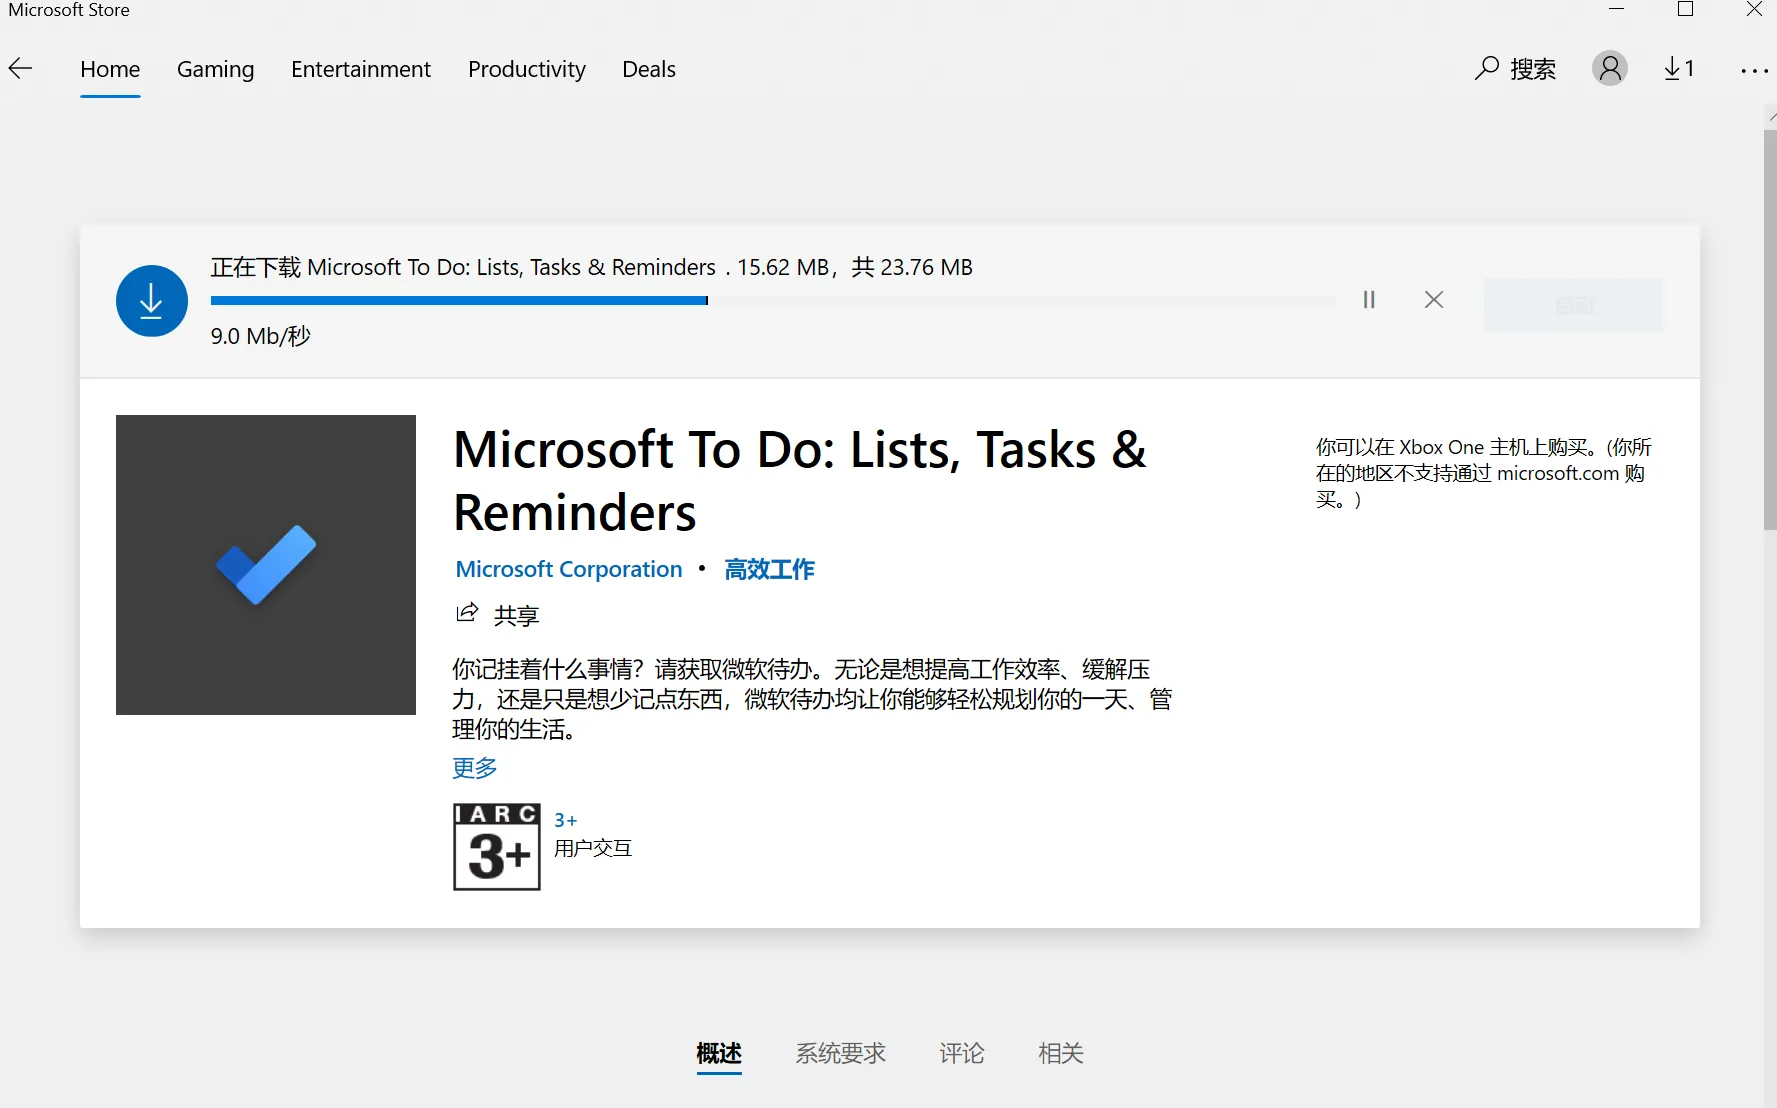 Microsoft Store
Home Gaming Entertainment Productivity Deals 搜索 1
正在下载 Microsoft To Do: Lists, Tasks & Reminders . 15.62 MB，共 23.76 MB
9.0 Mb/秒
Microsoft To Do: Lists, Tasks &
Reminders
Microsoft Corporation • 高效工作
共享
你记挂着什么事情？请获取微软待办。无论是想提高工作效率、缓解压
力，还是只是想少记点东西，微软待办均让你能够轻松规划你的一天、管
理你的生活。
更多
IARC
3+
3+
用户交互
你可以在 Xbox One 主机上购买。(你所
在的地区不支持通过 microsoft.com 购
买。)
概述 系统要求 评论 相关